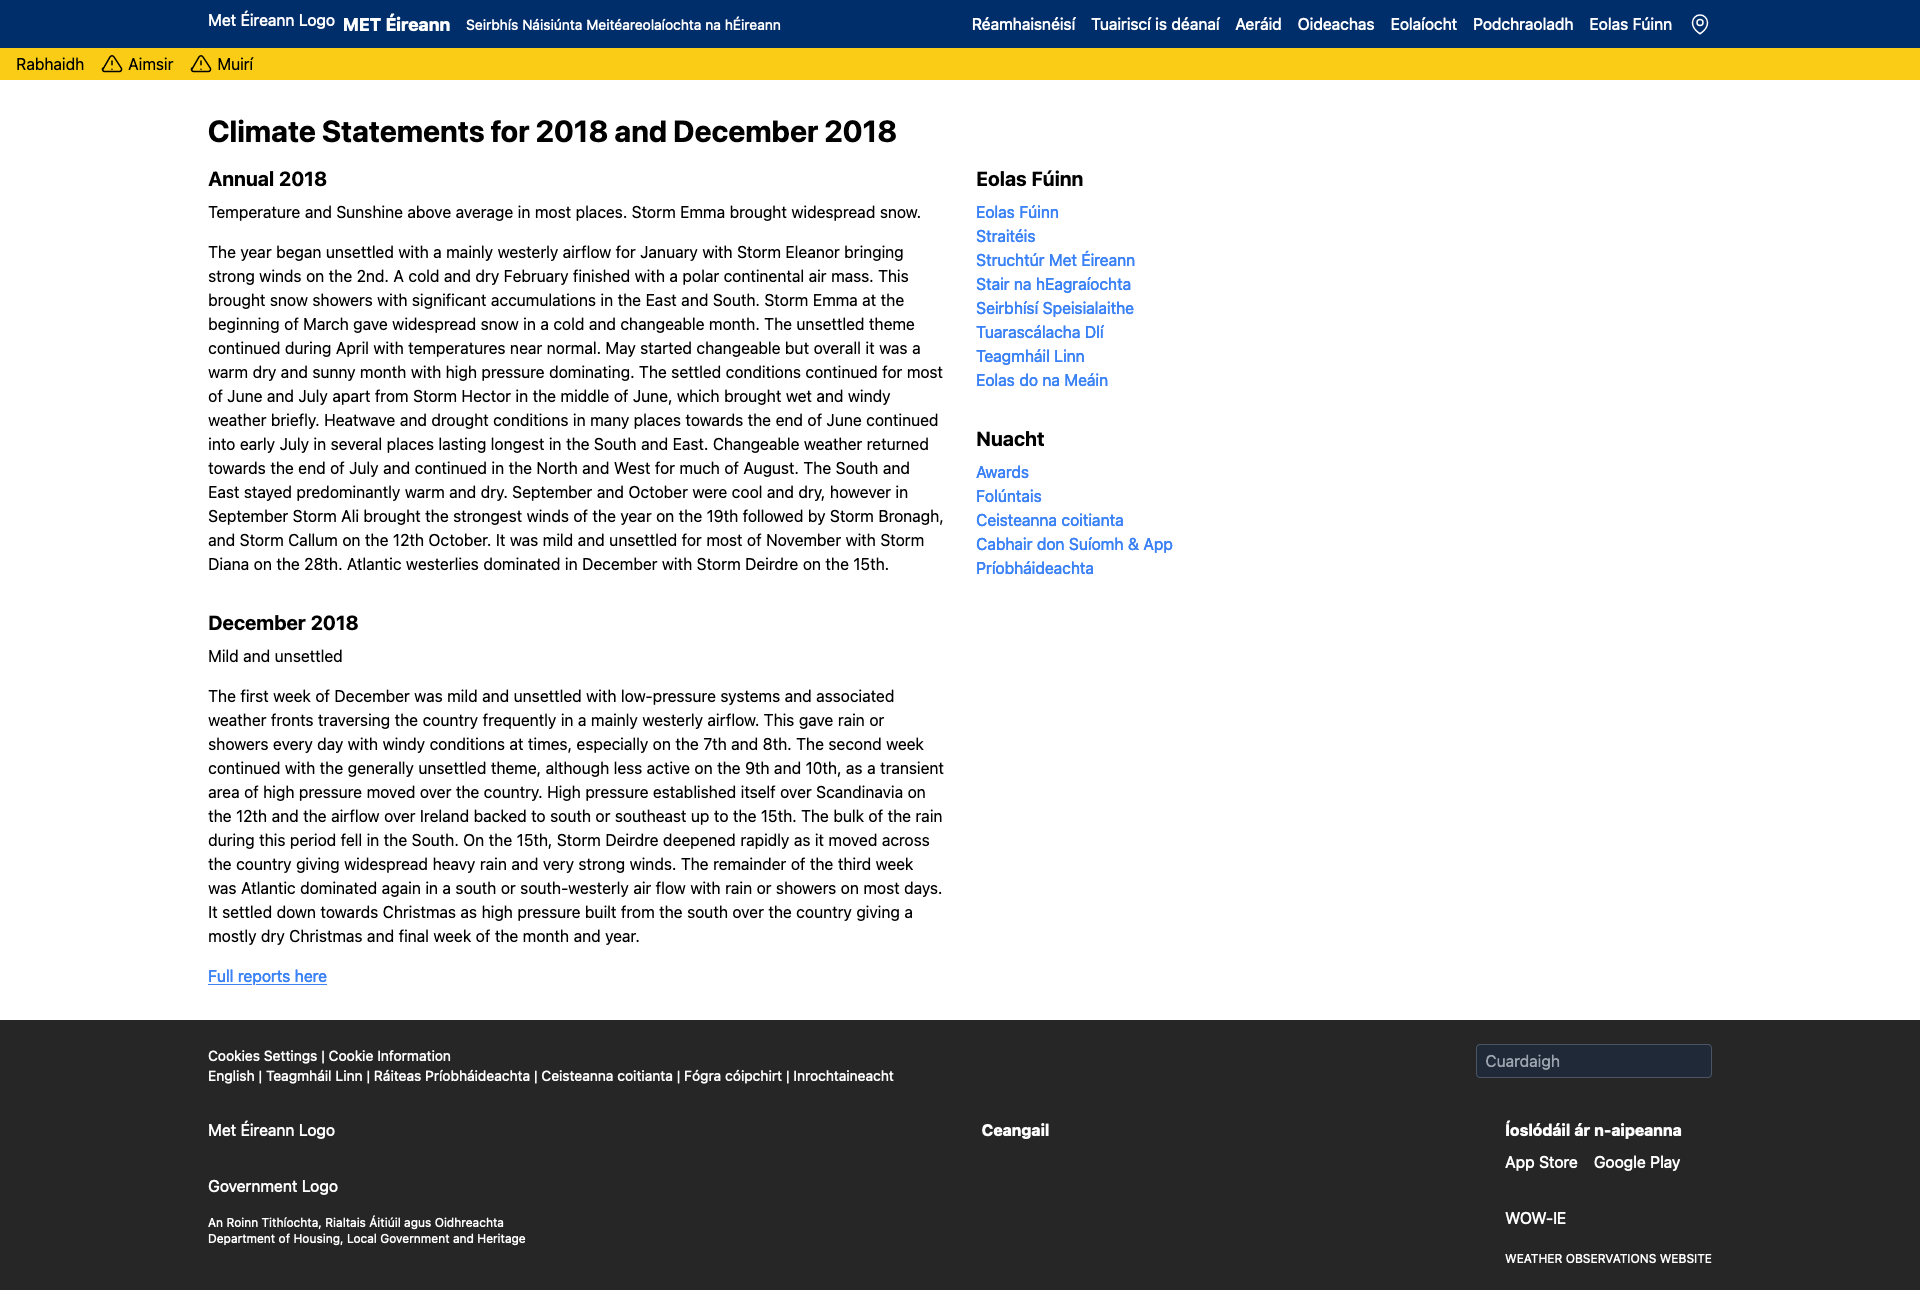 Met Éireann Logo MET Éireann Seirbhís Náisiúnta Meitéareolaíochta na hÉireann Réamhaisnéisí Tuairiscí is déanaí Aeráid Oideachas Eolaíocht Podchraoladh Eolas Fúinn
Rabhaidh Aimsir Muirí
Climate Statements for 2018 and December 2018
Annual 2018
Temperature and Sunshine above average in most places. Storm Emma brought widespread snow.
The year began unsettled with a mainly westerly airflow for January with Storm Eleanor bringing
strong winds on the 2nd. A cold and dry February finished with a polar continental air mass. This
brought snow showers with significant accumulations in the East and South. Storm Emma at the
beginning of March gave widespread snow in a cold and changeable month. The unsettled theme
continued during April with temperatures near normal. May started changeable but overall it was a
warm dry and sunny month with high pressure dominating. The settled conditions continued for most
of June and July apart from Storm Hector in the middle of June, which brought wet and windy
weather briefly. Heatwave and drought conditions in many places towards the end of June continued
into early July in several places lasting longest in the South and East. Changeable weather returned
towards the end of July and continued in the North and West for much of August. The South and
East stayed predominantly warm and dry. September and October were cool and dry, however in
September Storm Ali brought the strongest winds of the year on the 19th followed by Storm Bronagh,
and Storm Callum on the 12th October. It was mild and unsettled for most of November with Storm
Diana on the 28th. Atlantic westerlies dominated in December with Storm Deirdre on the 15th.
December 2018
Mild and unsettled
The first week of December was mild and unsettled with low-pressure systems and associated
weather fronts traversing the country frequently in a mainly westerly airflow. This gave rain or
showers every day with windy conditions at times, especially on the 7th and 8th. The second week
continued with the generally unsettled theme, although less active on the 9th and 10th, as a transient
area of high pressure moved over the country. High pressure established itself over Scandinavia on
the 12th and the airflow over Ireland backed to south or southeast up to the 15th. The bulk of the rain
during this period fell in the South. On the 15th, Storm Deirdre deepened rapidly as it moved across
the country giving widespread heavy rain and very strong winds. The remainder of the third week
was Atlantic dominated again in a south or south-westerly air flow with rain or showers on most days.
It settled down towards Christmas as high pressure built from the south over the country giving a
mostly dry Christmas and final week of the month and year.
Full reports here
Eolas Fúinn
Eolas Fúinn
Straitéis
Struchtúr Met Éireann
Stair na hEagraíochta
Seirbhísí Speisialaithe
Tuarascálacha Dlí
Teagmháil Linn
Eolas do na Meáin
Nuacht
Awards
Folúntais
Ceisteanna coitianta
Cabhair don Suíomh & App
Príobháideachta
Cookies Settings | Cookie Information
English | Teagmháil Linn | Ráiteas Príobháideachta | Ceisteanna coitianta | Fógra cóipchirt | Inrochtaineacht
Cuardaigh
Met Éireann Logo
Government Logo
An Roinn Tithíochta, Rialtais Áitiúil agus Oidhreachta
Department of Housing, Local Government and Heritage
Ceangail
Íoslódáil ár n-aipeanna
App Store Google Play
WOW-IE
WEATHER OBSERVATIONS WEBSITE